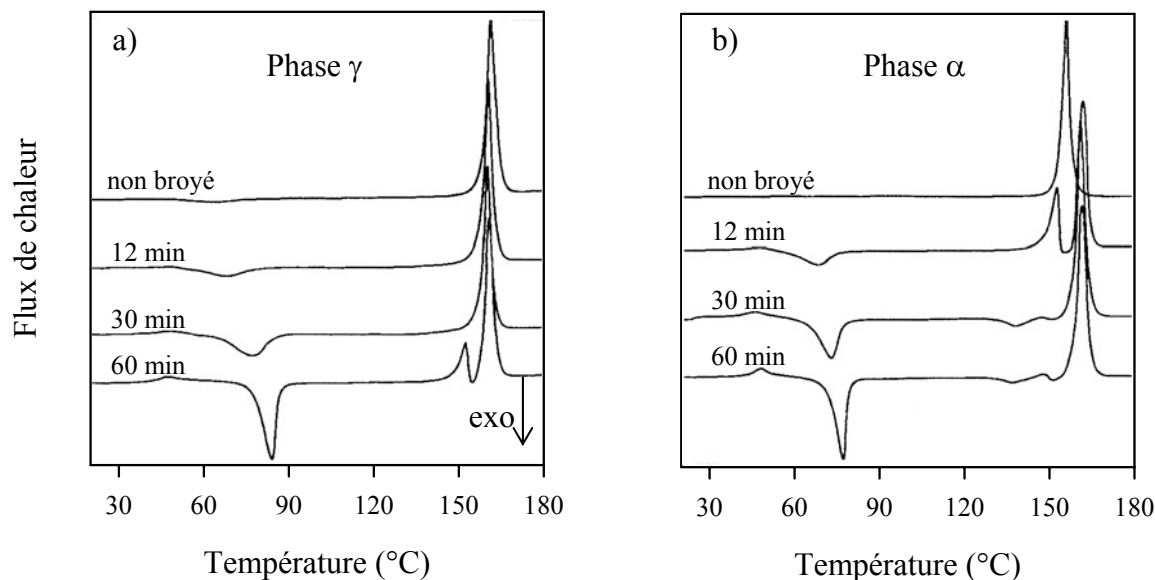 a)
Phase γ
Flux de chaleur
non broyé
12 min
30 min
60 min
exo
30 60 90 120 150 180
Température (°C)
b)
Phase α
non broyé
12 min
30 min
60 min
30 60 90 120 150 180
Température (°C)